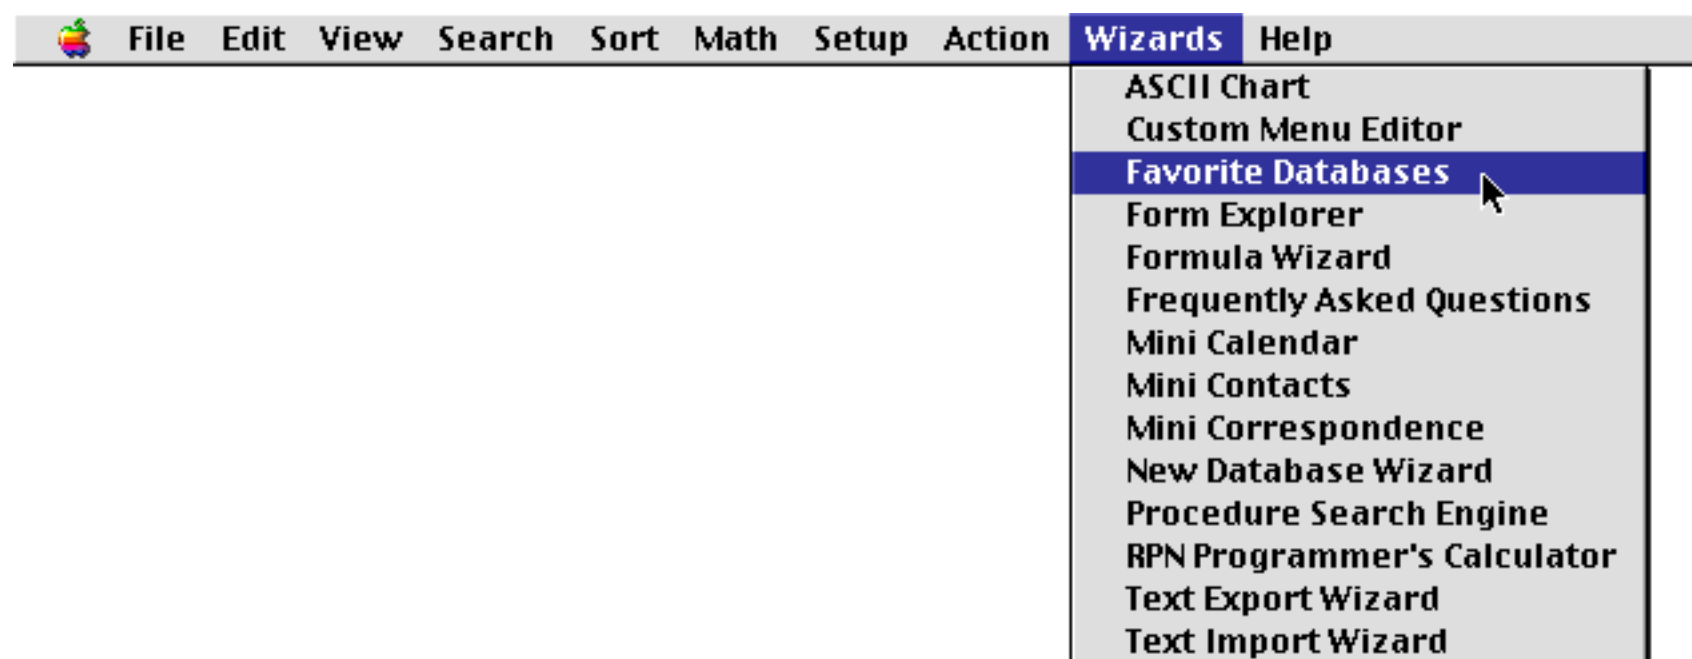 File Edit View Search Sort Math Setup Action Wizards Help
ASCII Chart
Custom Menu Editor
Favorite Databases
Form Explorer
Formula Wizard
Frequently Asked Questions
Mini Calendar
Mini Contacts
Mini Correspondence
New Database Wizard
Procedure Search Engine
RPN Programmer's Calculator
Text Export Wizard
Text Import Wizard